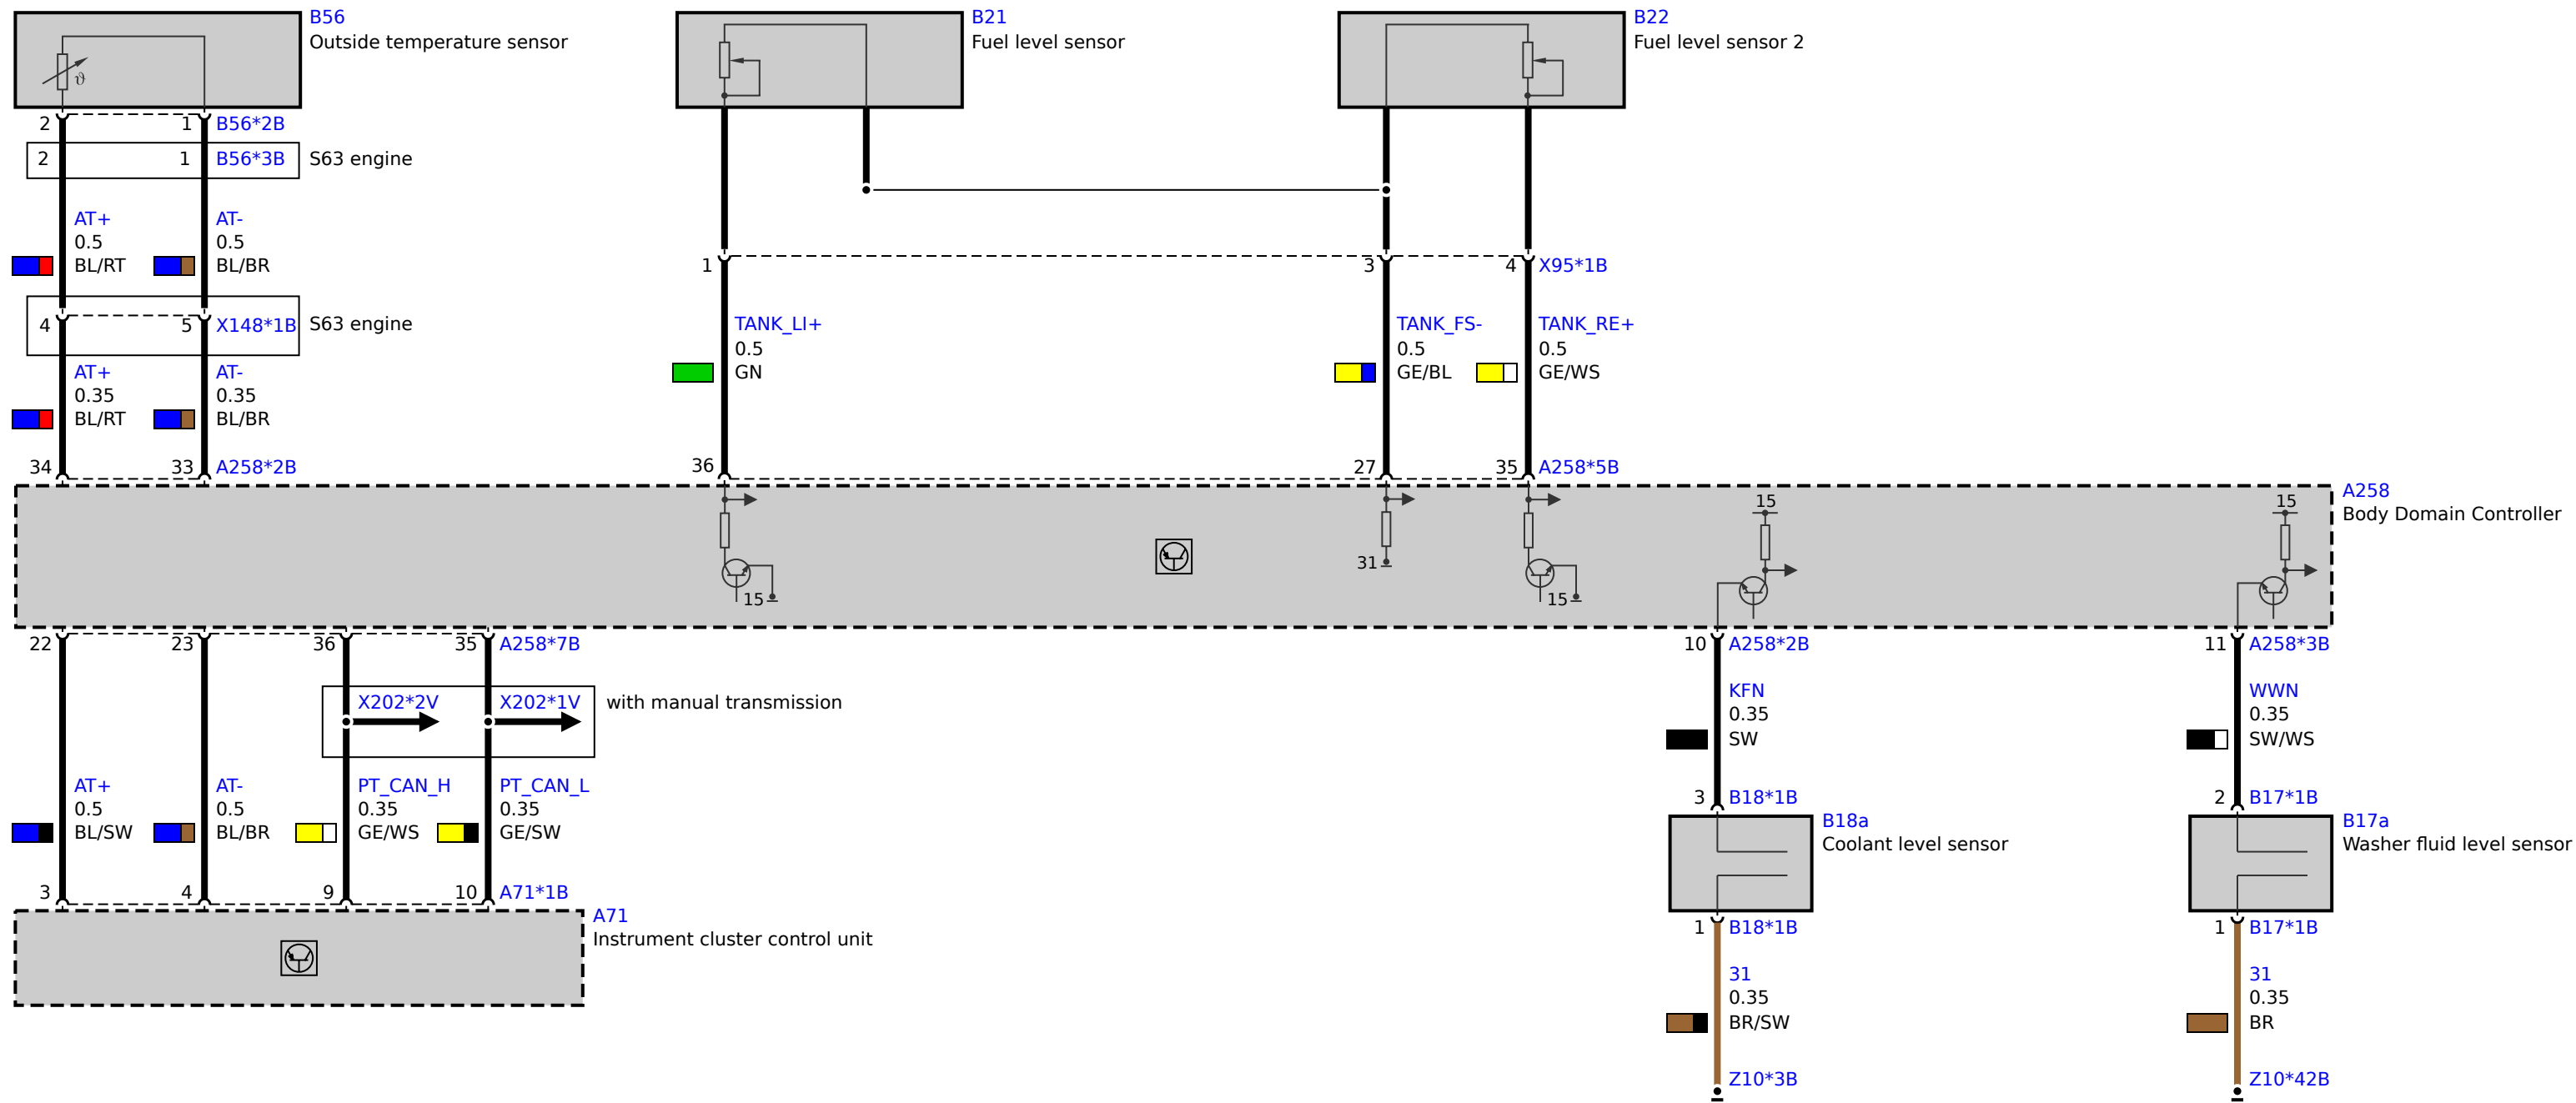 B56
Outside temperature sensor
ϑ
B21
Fuel level sensor
B22
Fuel level sensor 2
2 1 B56*2B
2 1 B56*3B S63 engine
AT+ AT-
0.5 0.5
BL/RT BL/BR
1 3 4 X95*1B
4 5 X148*1B S63 engine
TANK_LI+ TANK_FS- TANK_RE+
0.5 0.5 0.5
GN GE/BL GE/WS
AT+ AT-
0.35 0.35
BL/RT BL/BR
34 33 A258*2B
36 27 35 A258*5B
A258
Body Domain Controller
15 15
31
15 15
22 23 36 35 A258*7B
10 A258*2B
11 A258*3B
X202*2V X202*1V with manual transmission
KFN WWN
0.35 0.35
SW SW/WS
AT+ AT- PT_CAN_H PT_CAN_L
0.5 0.5 0.35 0.35
BL/SW BL/BR GE/WS GE/SW
3 B18*1B 2 B17*1B
B18a
Coolant level sensor
B17a
Washer fluid level sensor
3 4 9 10 A71*1B
A71
Instrument cluster control unit
1 B18*1B 1 B17*1B
31 31
0.35 0.35
BR/SW BR
Z10*3B Z10*42B